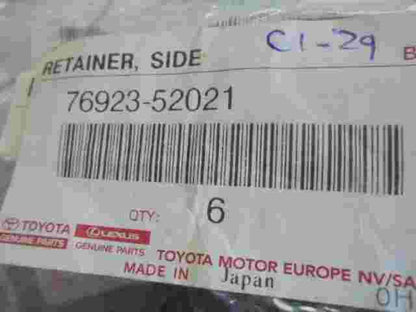 C1-29
B
RETAINER, SIDE
76923-52021
QTY: 6
TOYOTA LEXUS
GENUINE PARTS GENUINE PARTS
TOYOTA MOTOR EUROPE NV/SA
MADE IN Japan
OH